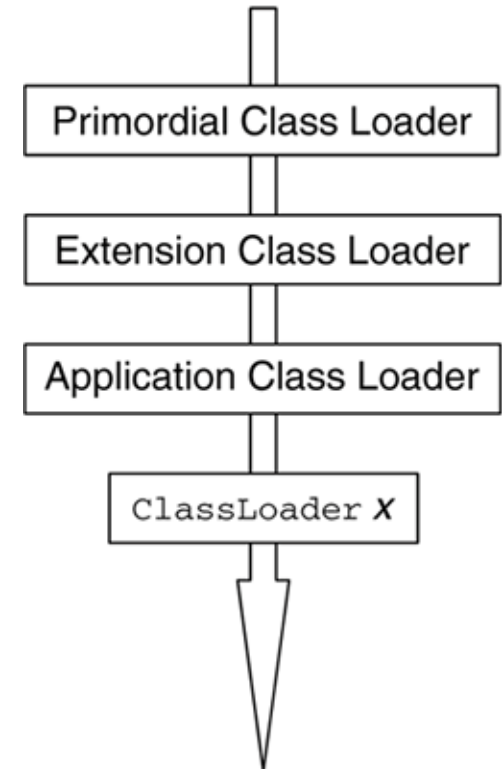 Primordial Class Loader
Extension Class Loader
Application Class Loader
ClassLoader X